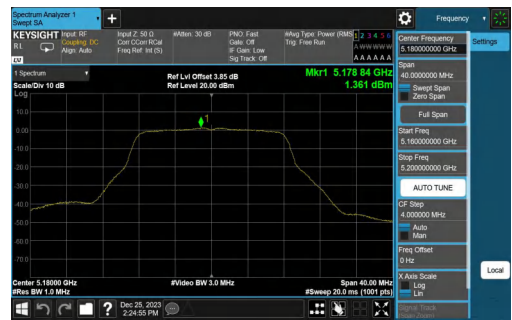 Spectrum Analyzer 1
Swept SA
Frequency
KEYSIGHT
Input: RF
Coupling: DC
Align: Auto
Input Z: 50 Ω
Corr CCorr RCal
Freq Ref: Int (S)
#Atten: 30 dB
PNO: Fast
Gate: Off
IF Gain: Low
Sig Track: Off
#Avg Type: Power (RMS
Trig: Free Run
1 2 3 4 5 6
A W W W W W
A A A A A A
RL
LV
Center Frequency
5.180000000 GHz
Settings
1 Spectrum
Scale/Div 10 dB
Log
Ref Lvl Offset 3.85 dB
Ref Level 20.00 dBm
Mkr1 5.178 84 GHz
1.361 dBm
10.0
0.00
-10.0
-20.0
-30.0
-40.0
-50.0
-60.0
-70.0
1
Span
40.0000000 MHz
Swept Span
Zero Span
Full Span
Start Freq
5.160000000 GHz
Stop Freq
5.200000000 GHz
AUTO TUNE
CF Step
4.000000 MHz
Auto
Man
Freq Offset
0 Hz
X Axis Scale
Log
Lin
Signal Track
Local
Center 5.18000 GHz
#Res BW 1.0 MHz
#Video BW 3.0 MHz
Span 40.00 MHz
#Sweep 20.0 ms (1001 pts)
Dec 25, 2023
2:24:55 PM